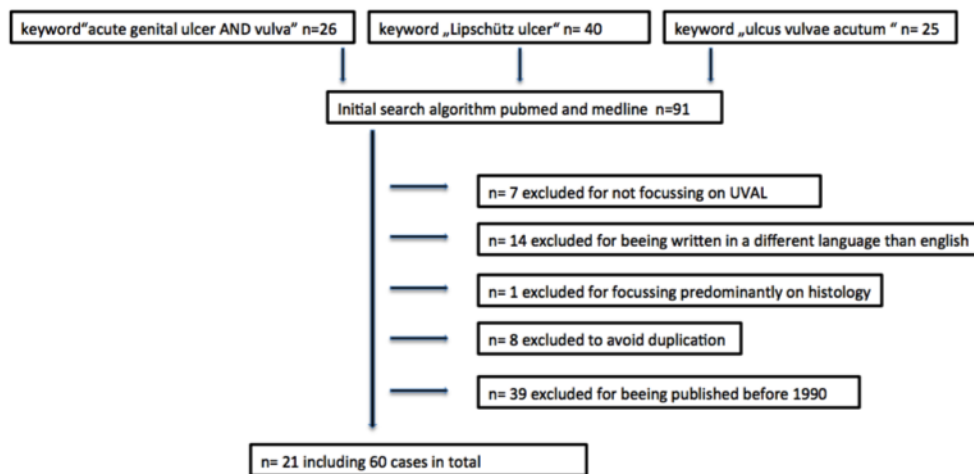 keyword"acute genital ulcer AND vulva" n=26
keyword „Lipschütz ulcer" n= 40
keyword „ulcus vulvae acutum “ n= 25
Initial search algorithm pubmed and medline n=91
n= 7 excluded for not focussing on UVAL
n= 14 excluded for beeing written in a different language than english
n= 1 excluded for focussing predominantly on histology
n= 8 excluded to avoid duplication
n= 39 excluded for beeing published before 1990
n= 21 including 60 cases in total